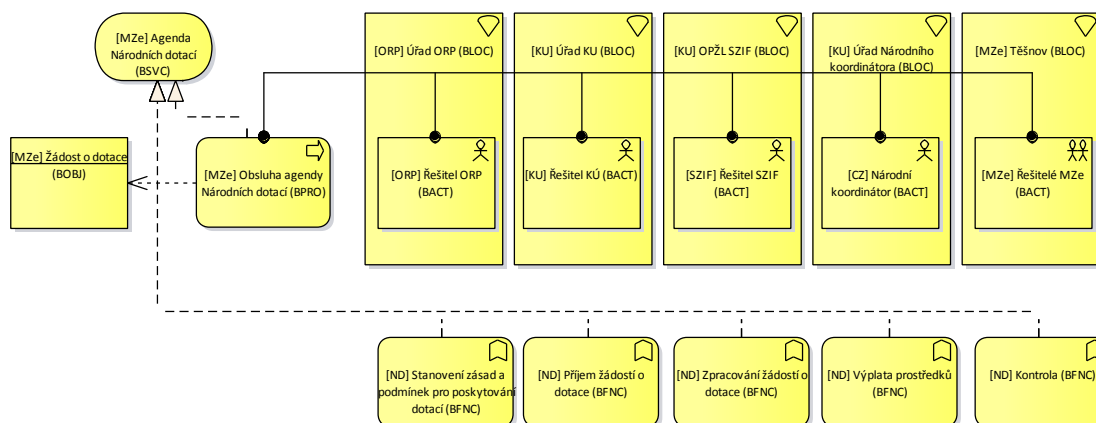 [MZe] Agenda
Národních dotací
(BSVC)
[ORP] Úřad ORP (BLOC)
[KU] Úřad KU (BLOC)
[KU] OPŽL SZIF (BLOC)
[KU] Úřad Národního
koordinátora (BLOC)
[MZe] Těšnov (BLOC)
[MZe] Žádost o dotace
(BOBJ)
[MZe] Obsluha agendy
Národních dotací (BPRO)
[ORP] Řešitel ORP
(BACT)
[KU] Řešitel KÚ (BACT)
[SZIF] Řešitel SZIF
(BACT]
[CZ] Národní
koordinátor (BACT]
[MZe] Řešitelé MZe
(BACT)
[ND] Stanovení zásad a
podmínek pro poskytování
dotací (BFNC)
[ND] Příjem žádostí o
dotace (BFNC)
[ND] Zpracování žádostí o
dotace (BFNC)
[ND] Výplata prostředků
(BFNC)
[ND] Kontrola (BFNC)